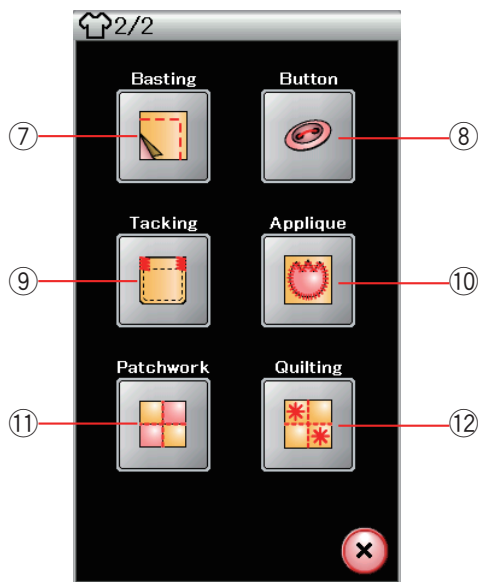 2/2
Basting Button
⑦ ⑧
Tacking Applique
⑨ ⑩
Patchwork Quilting
⑪ ⑫